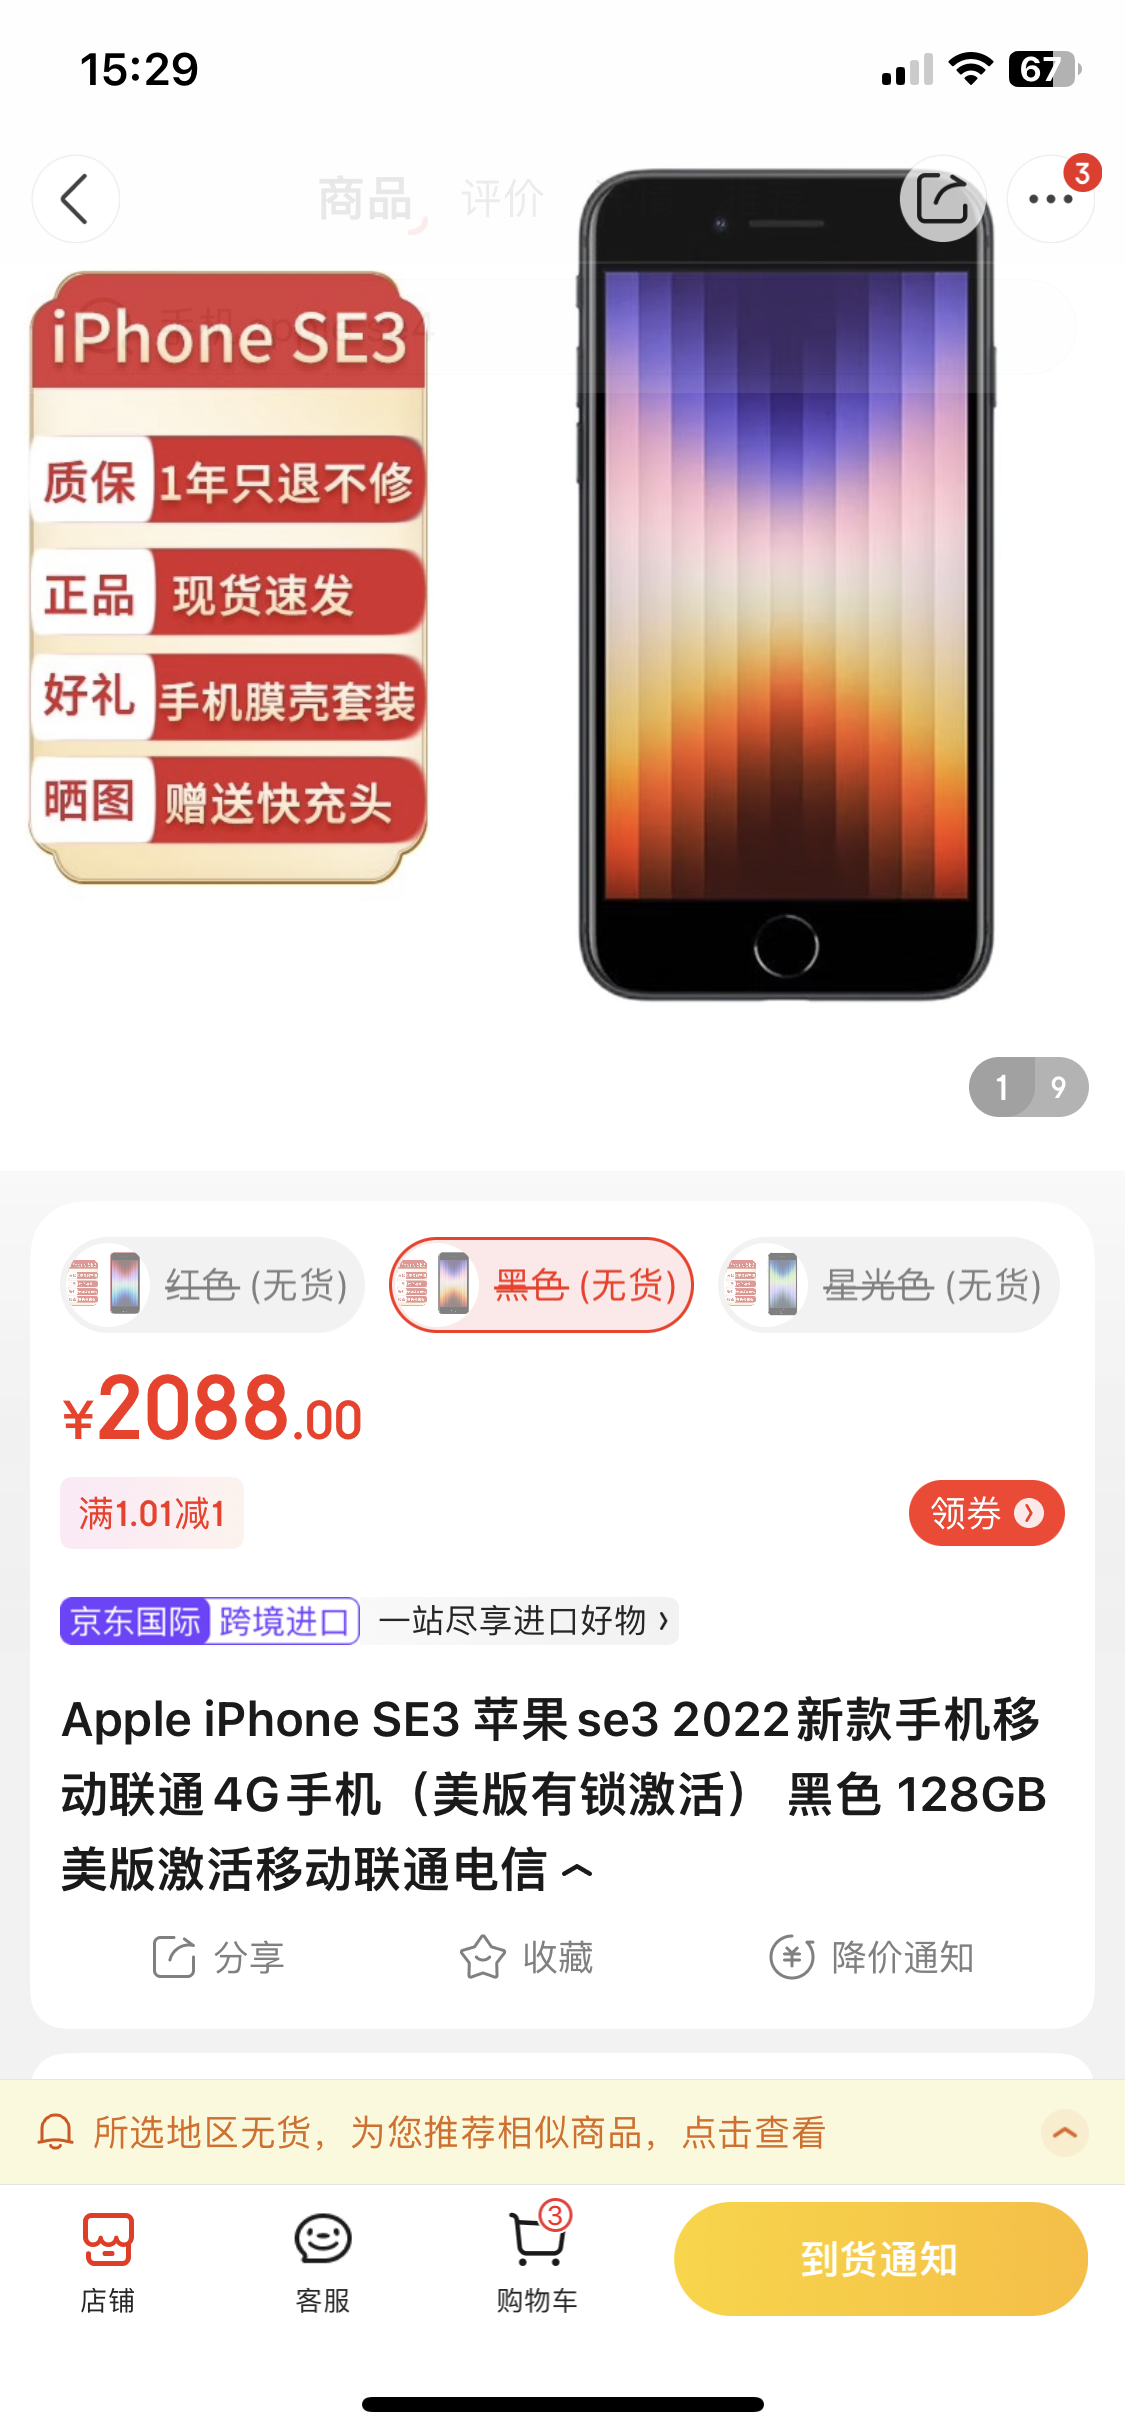 15:29
67
3
商品 评价
iPhone SE3
质保 1年只退不修
正品 现货速发
好礼 手机膜壳套装
晒图 赠送快充头
1 9
红色 (无货) 黑色 (无货) 星光色 (无货)
¥2088.00
满1.01减1 领券
京东国际 跨境进口 一站尽享进口好物 ›
Apple iPhone SE3 苹果se3 2022新款手机移
动联通4G手机（美版有锁激活） 黑色 128GB
美版激活移动联通电信
分享 收藏 降价通知
所选地区无货，为您推荐相似商品，点击查看
3
店铺 客服 购物车 到货通知